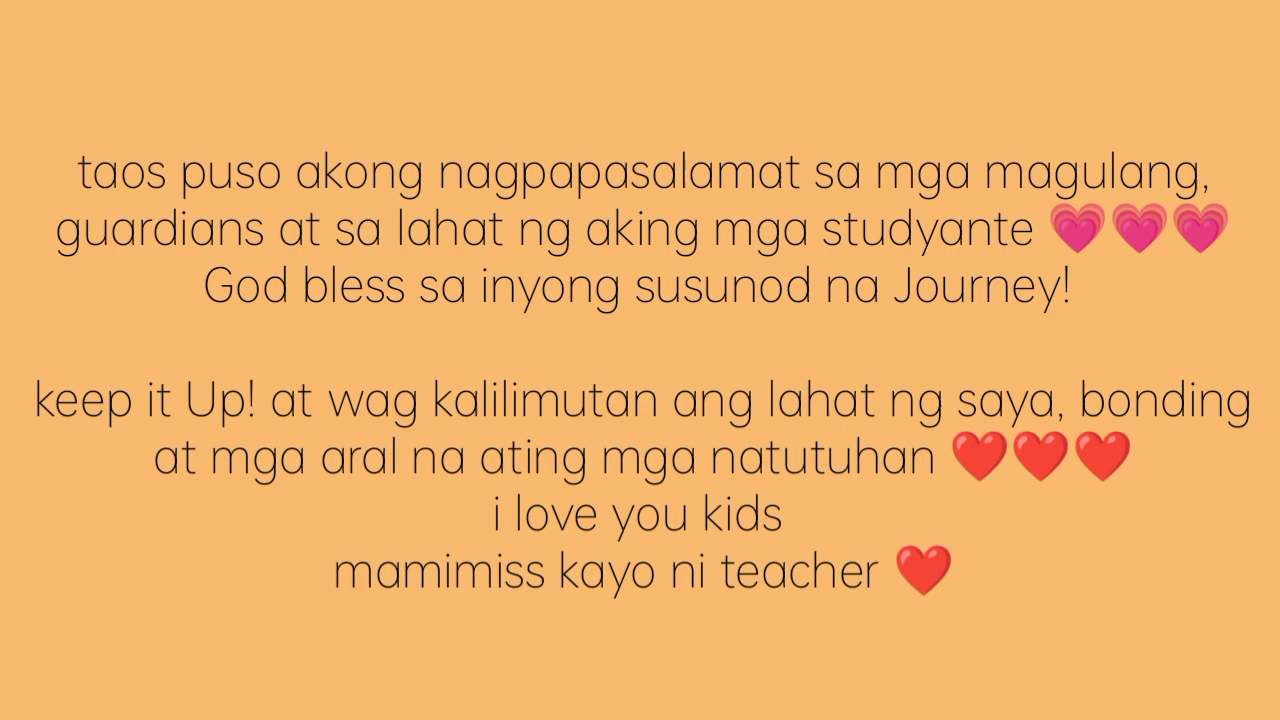 taos puso akong nagpapasalamat sa mga magulang,
guardians at sa lahat ng aking mga studyante 💗💗💗
God bless sa inyong susunod na Journey!
keep it Up! at wag kalilimutan ang lahat ng saya, bonding
at mga aral na ating mga natutuhan ❤️❤️❤️
i love you kids
mamimiss kayo ni teacher ❤️